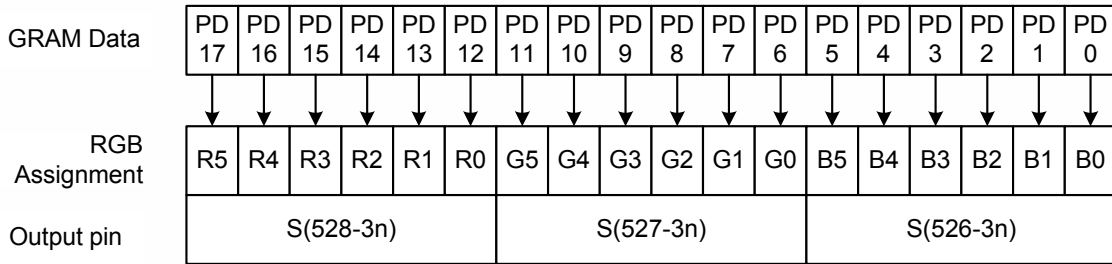 GRAM Data PD 17 PD 16 PD 15 PD 14 PD 13 PD 12 PD 11 PD 10 PD 9 PD 8 PD 7 PD 6 PD 5 PD 4 PD 3 PD 2 PD 1 PD 0
RGB Assignment R5 R4 R3 R2 R1 R0 G5 G4 G3 G2 G1 G0 B5 B4 B3 B2 B1 B0
Output pin S(528-3n) S(527-3n) S(526-3n)